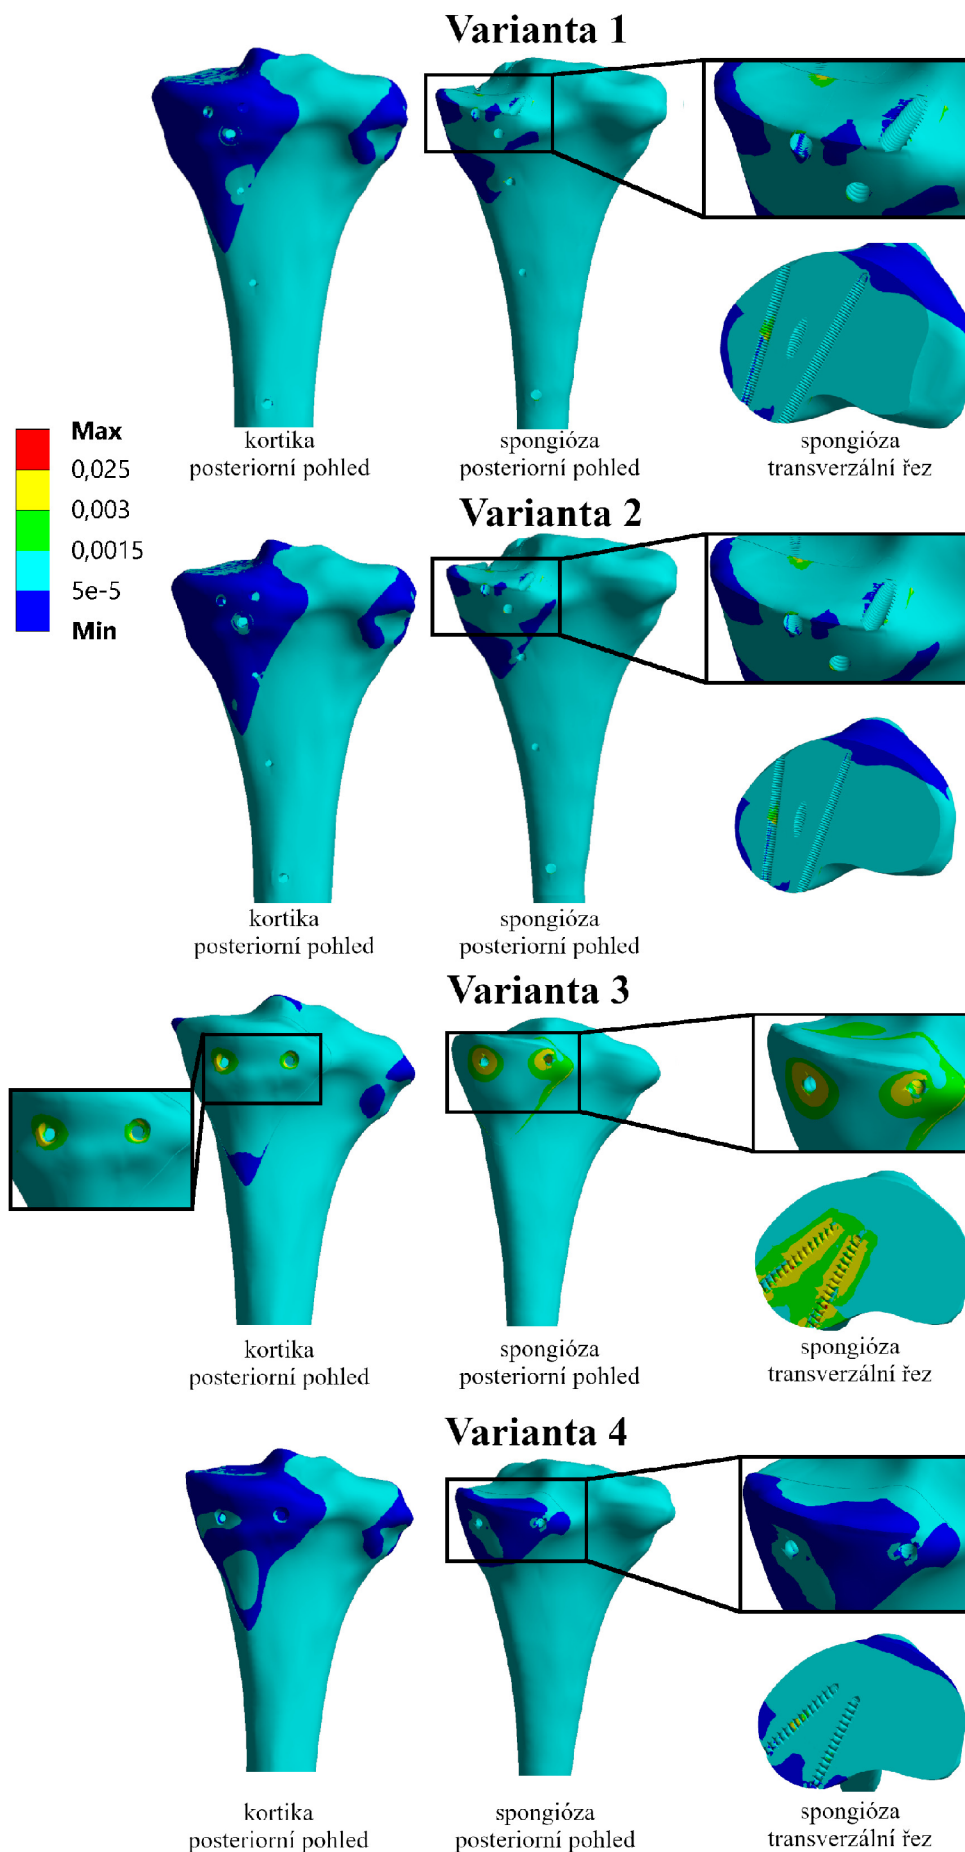 Varianta 1
kortika
posteriorní pohled
spongióza
posteriorní pohled
spongióza
transverzální řez
Max
0,025
0,003
0,0015
5e-5
Min
Varianta 2
kortika
posteriorní pohled
spongióza
posteriorní pohled
Varianta 3
kortika
posteriorní pohled
spongióza
posteriorní pohled
spongióza
transverzální řez
Varianta 4
kortika
posteriorní pohled
spongióza
posteriorní pohled
spongióza
transverzální řez